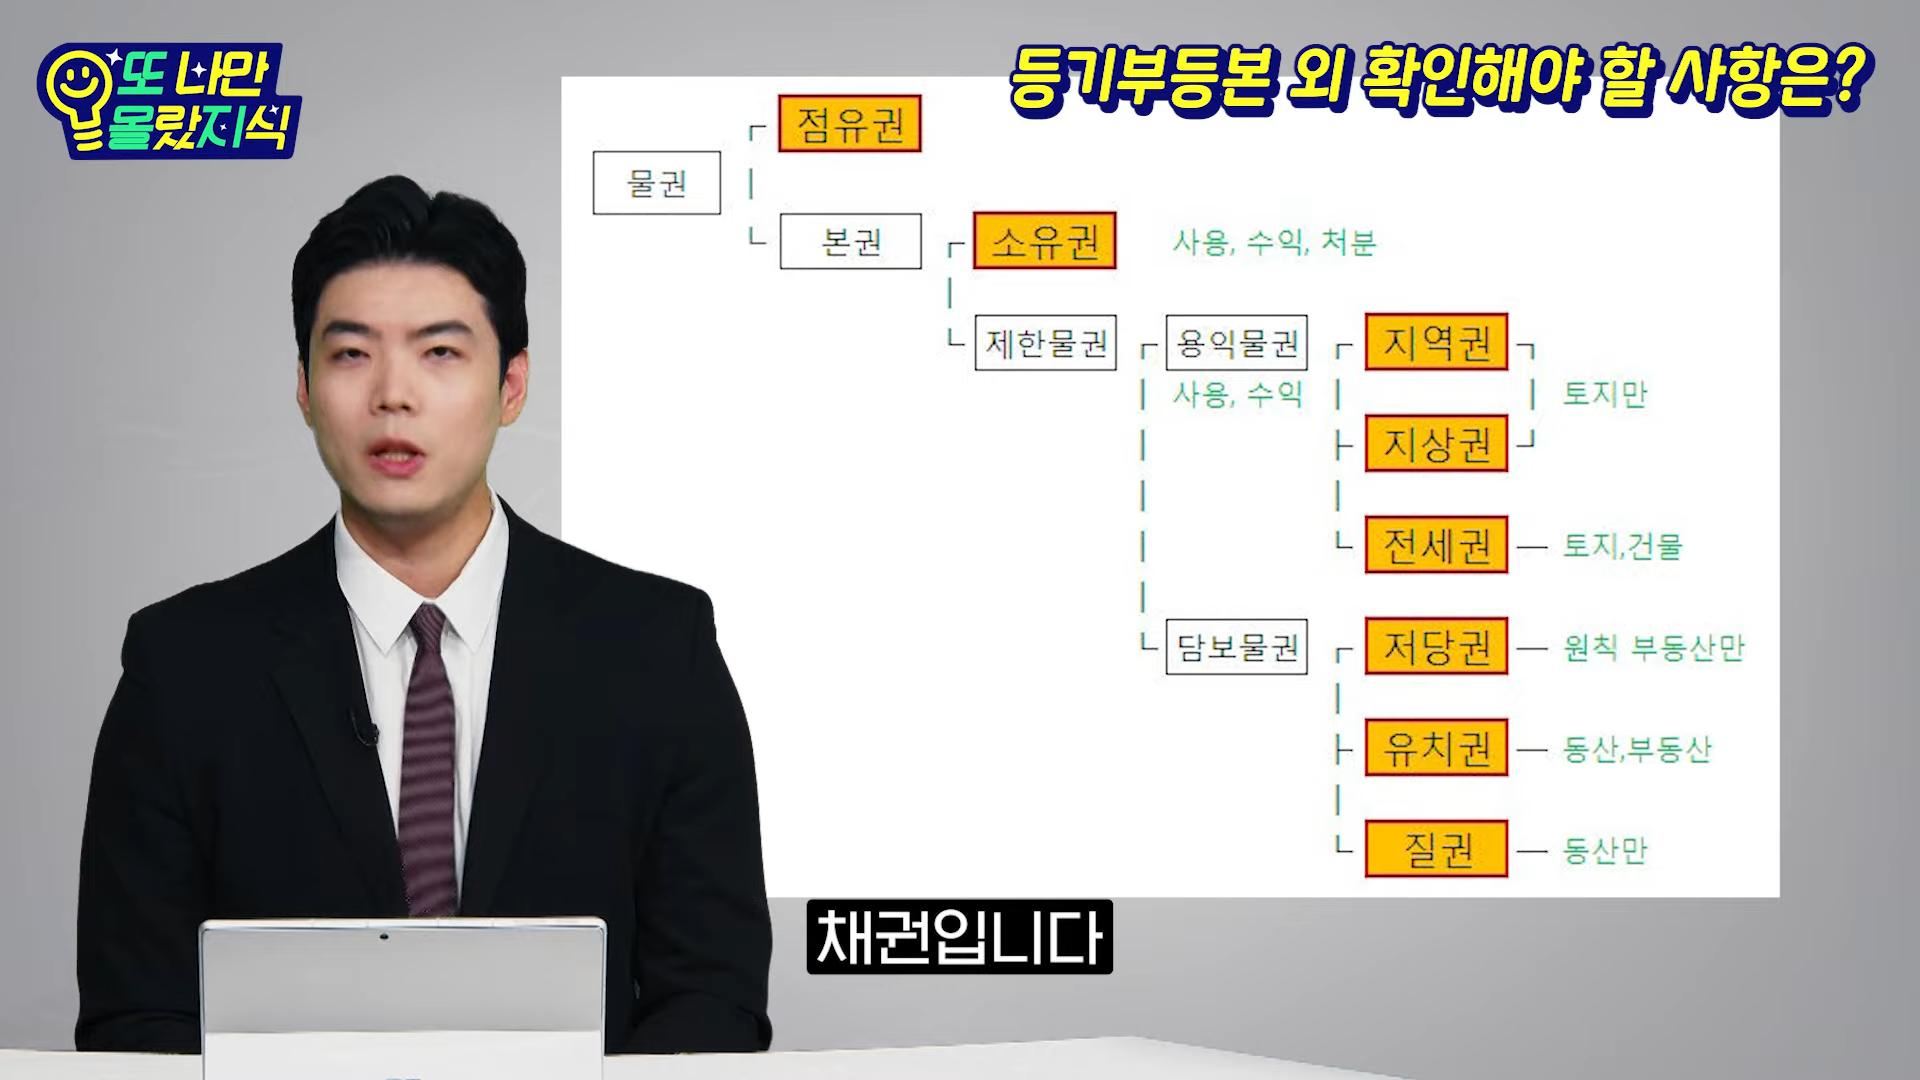 또 나만
몰랐지식
등기부등본 외 확인해야 할 사항은?
점유권
물권
본권
소유권
사용, 수익, 처분
제한물권
용익물권
사용, 수익
지역권
토지만
지상권
전세권
토지,건물
담보물권
저당권
원칙 부동산만
유치권
동산,부동산
질권
동산만
채권입니다